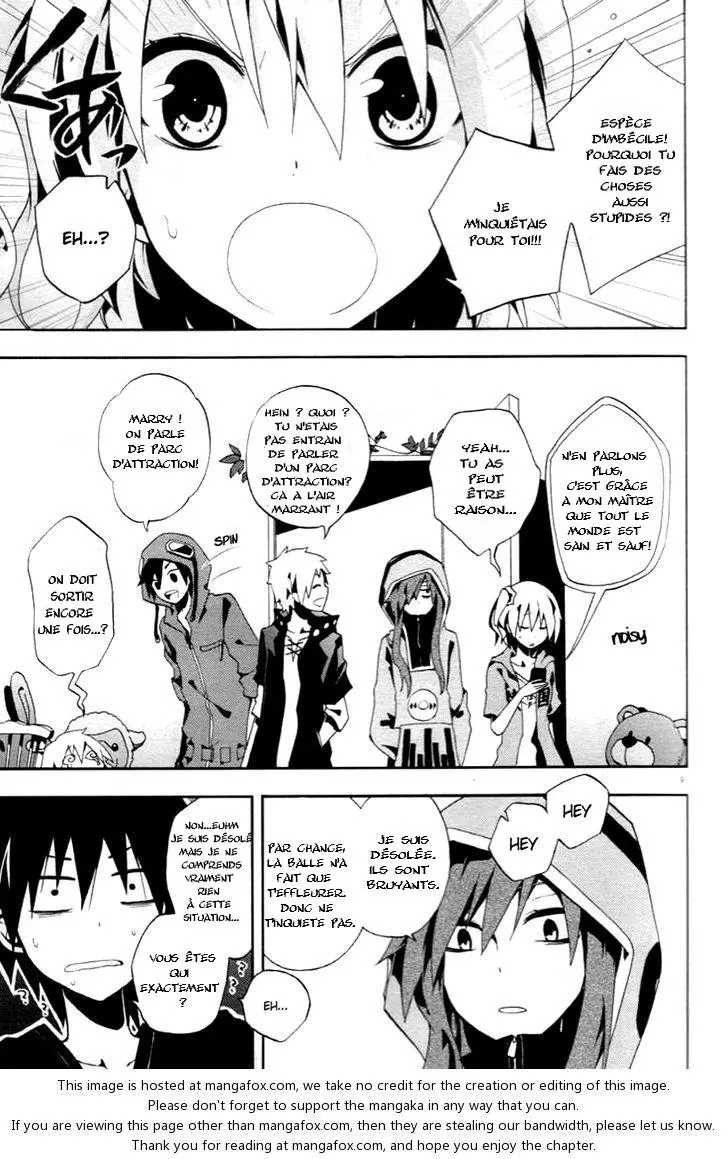 ESPÈCE
D'IMBÉCILE!
POURQUOI TU
FAIS DES
CHOSES
AUSSI
STUPIDES ?!
JE
M'INQUIÉTAIS
POUR TOI!!!
EH...?
N'EN PARLONS
PLUS,
C'EST GRÂCE
A MON MAÎTRE
QUE TOUT LE
MONDE EST
SAIN ET SAUF!
NOISY
YEAH...
TU AS
PEUT
ÊTRE
RAISON...
HEIN ? QUOI ?
TU N'ETAIS
PAS ENTRAIN
DE PARLER
D'UN PARC
D'ATTRACTION?
CA A L'AIR
MARRANT !
MARRY !
ON PARLE
DE PARC
D'ATTRACTION!
SPIN
ON DOIT
SORTIR
ENCORE
UNE FOIS...?
9
HEY
HEY
JE SUIS
DÉSOLÉE.
ILS SONT
BRUYANTS.
PAR CHANCE,
LA BALLE N'A
FAIT QUE
T'EFFLEURER.
DONC NE
T'INQUIETE PAS.
EH...
NON...EUHM
JE SUIS DÉSOLÉ
MAIS JE NE
COMPRENDS
VRAIMENT
RIEN
À CETTE
SITUATION...
VOUS ÊTES
QUI
EXACTEMENT
?
This image is hosted at mangafox.com, we take no credit for the creation or editing of this image.
Please don't forget to support the mangaka in any way that you can.
If you are viewing this page other than mangafox.com, then they are stealing our bandwidth, please let us know.
Thank you for reading at mangafox.com, and hope you enjoy the chapter.